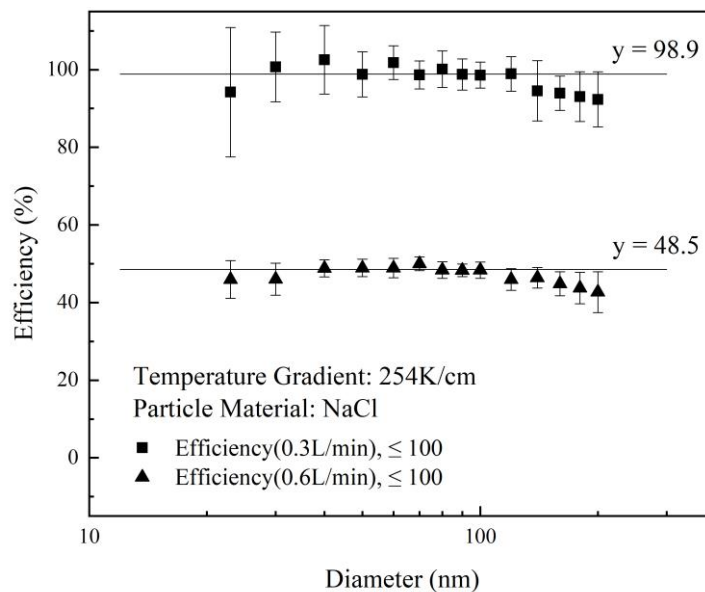 y = 98.9
100
80
60
y = 48.5
40
20
0
Efficiency (%)
Temperature Gradient: 254K/cm
Particle Material: NaCl
Efficiency(0.3L/min), ≤ 100
Efficiency(0.6L/min), ≤ 100
10
100
Diameter (nm)